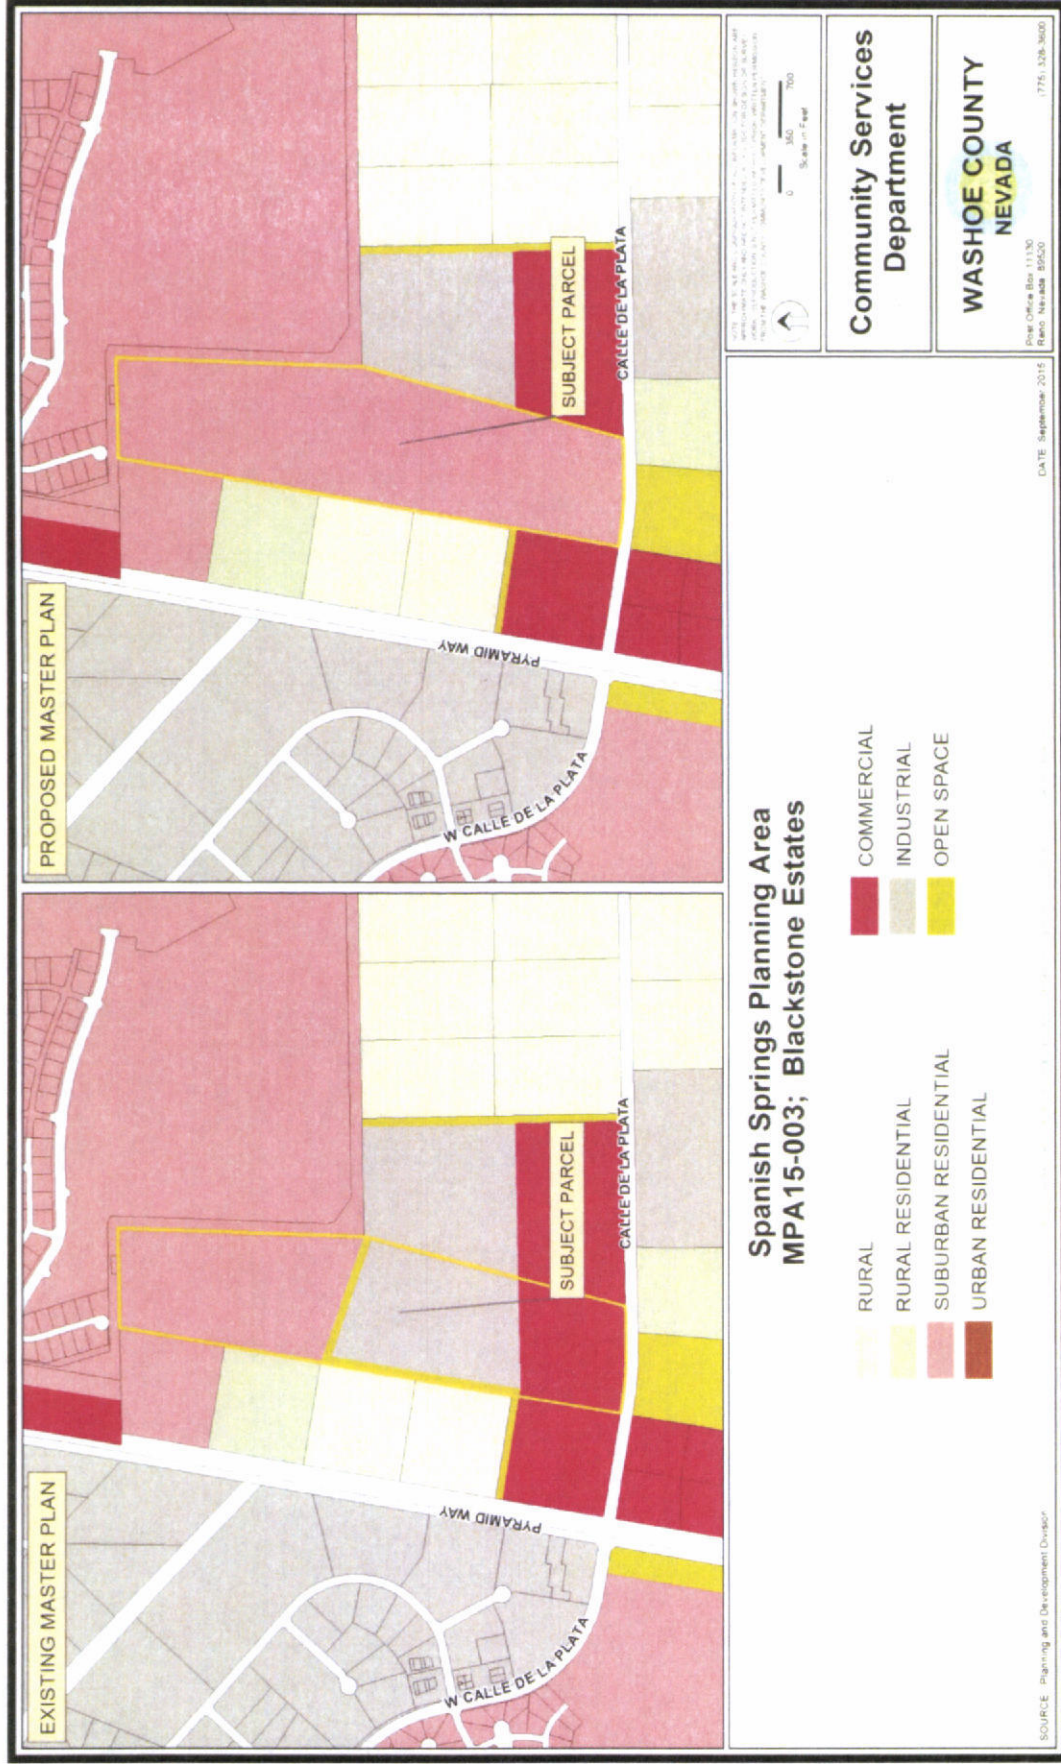 EXISTING MASTER PLAN
PYRAMID WAY
W CALLE DE LA PLATA
SUBJECT PARCEL
CALLE DE LA PLATA
PROPOSED MASTER PLAN
PYRAMID WAY
W CALLE DE LA PLATA
SUBJECT PARCEL
CALLE DE LA PLATA
Spanish Springs Planning Area
MPA15-003; Blackstone Estates
RURAL
RURAL RESIDENTIAL
SUBURBAN RESIDENTIAL
URBAN RESIDENTIAL
COMMERCIAL
INDUSTRIAL
OPEN SPACE
SOURCE Planning and Development Division
DATE September 2015
0 350 700
Scale in Feet
Community Services
Department
WASHOE COUNTY
NEVADA
Post Office Box 11130
Reno, Nevada 89520
(775) 328-3600